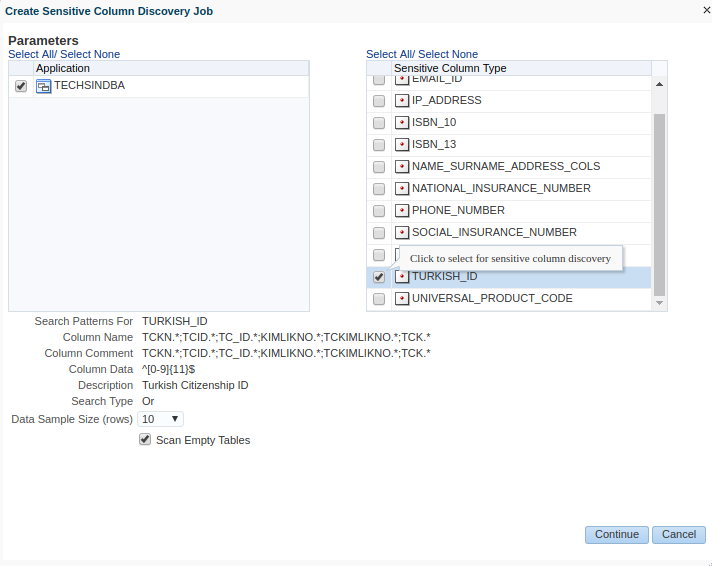 Create Sensitive Column Discovery Job
Parameters
Select All/ Select None
Application
TECHSINDBA
Select All/ Select None
Sensitive Column Type
EMAIL_ID
IP_ADDRESS
ISBN_10
ISBN_13
NAME_SURNAME_ADDRESS_COLS
NATIONAL_INSURANCE_NUMBER
PHONE_NUMBER
SOCIAL_INSURANCE_NUMBER
Click to select for sensitive column discovery
TURKISH_ID
UNIVERSAL_PRODUCT_CODE
Search Patterns For TURKISH_ID
Column Name TCKN.*;TCID.*;TC_ID.*;KIMLIKNO.*;TCKIMLIKNO.*;TCK.*
Column Comment TCKN.*;TCID.*;TC_ID.*;KIMLIKNO.*;TCKIMLIKNO.*;TCK.*
Column Data ^[0-9]{11}$
Description Turkish Citizenship ID
Search Type Or
Data Sample Size (rows) 10
Scan Empty Tables
Continue Cancel